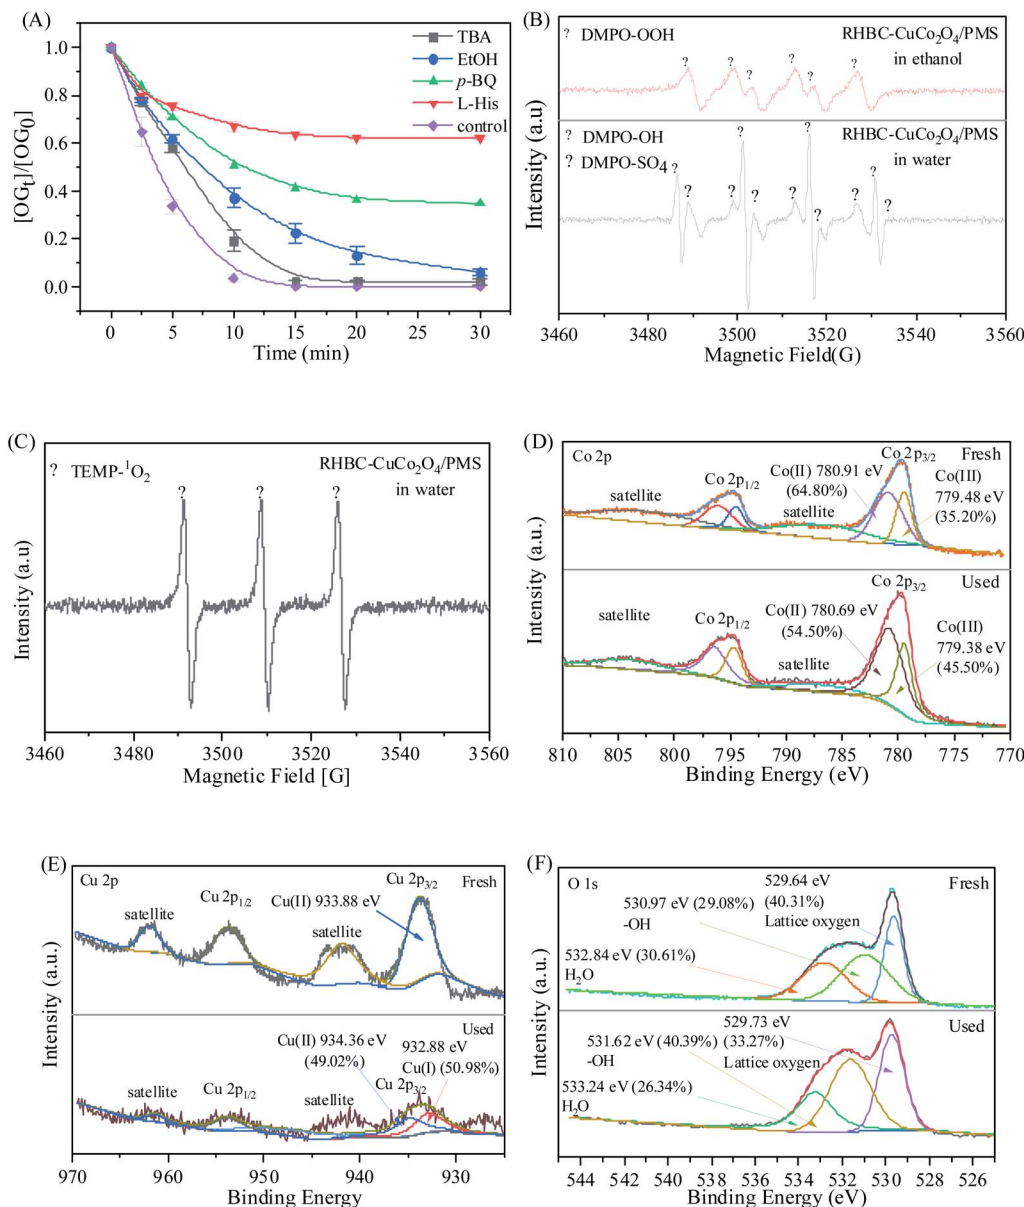 (A)
TBA
EtOH
p-BQ
L-His
control
1.0
0.8
0.6
0.4
0.2
0.0
[OGt]/[OG0]
0
5
10
15
20
30
Time (min)
(B)
? DMPO-OOH
RHBC-CuCo2O4/PMS
in ethanol
? ? ? ? ? ?
? DMPO-OH
? DMPO-SO4
RHBC-CuCo2O4/PMS
in water
? ? ? ? ? ? ? ? ? ?
Intensity (a.u)
3460 3480 3500 3520 3540 3560
Magnetic Field(G)
(C)
? TEMP-1O2
RHBC-CuCo2O4/PMS
in water
? ? ?
Intensity (a.u)
3460 3480 3500 3520 3540 3560
Magnetic Field [G]
(D)
Co 2p
Fresh
satellite
Co 2p1/2
satellite
Co(II) 780.91 eV
(64.80%)
Co 2p3/2
Co(III)
779.48 eV
(35.20%)
Used
satellite
Co 2p1/2
satellite
Co(II) 780.69 eV
(54.50%)
Co 2p3/2
Co(III)
779.38 eV
(45.50%)
Intensity (a.u.)
810 805 800 795 790 785 780 775 770
Binding Energy (eV)
(E)
Cu 2p
Fresh
satellite
Cu 2p1/2
satellite
Cu(II) 933.88 eV
Cu 2p3/2
Used
satellite
Cu 2p1/2
satellite
Cu(II) 934.36 eV
(49.02%)
932.88 eV
Cu(I) (50.98%)
Cu 2p3/2
Intensity (a.u.)
970 960 950 940 930
Binding Energy
(F)
O 1s
Fresh
529.64 eV
(40.31%)
Lattice oxygen
530.97 eV (29.08%)
-OH
532.84 eV (30.61%)
H2O
Used
529.73 eV
(33.27%)
Lattice oxygen
531.62 eV (40.39%)
-OH
533.24 eV (26.34%)
H2O
Intensity (a.u.)
544 542 540 538 536 534 532 530 528 526
Binding Energy (eV)